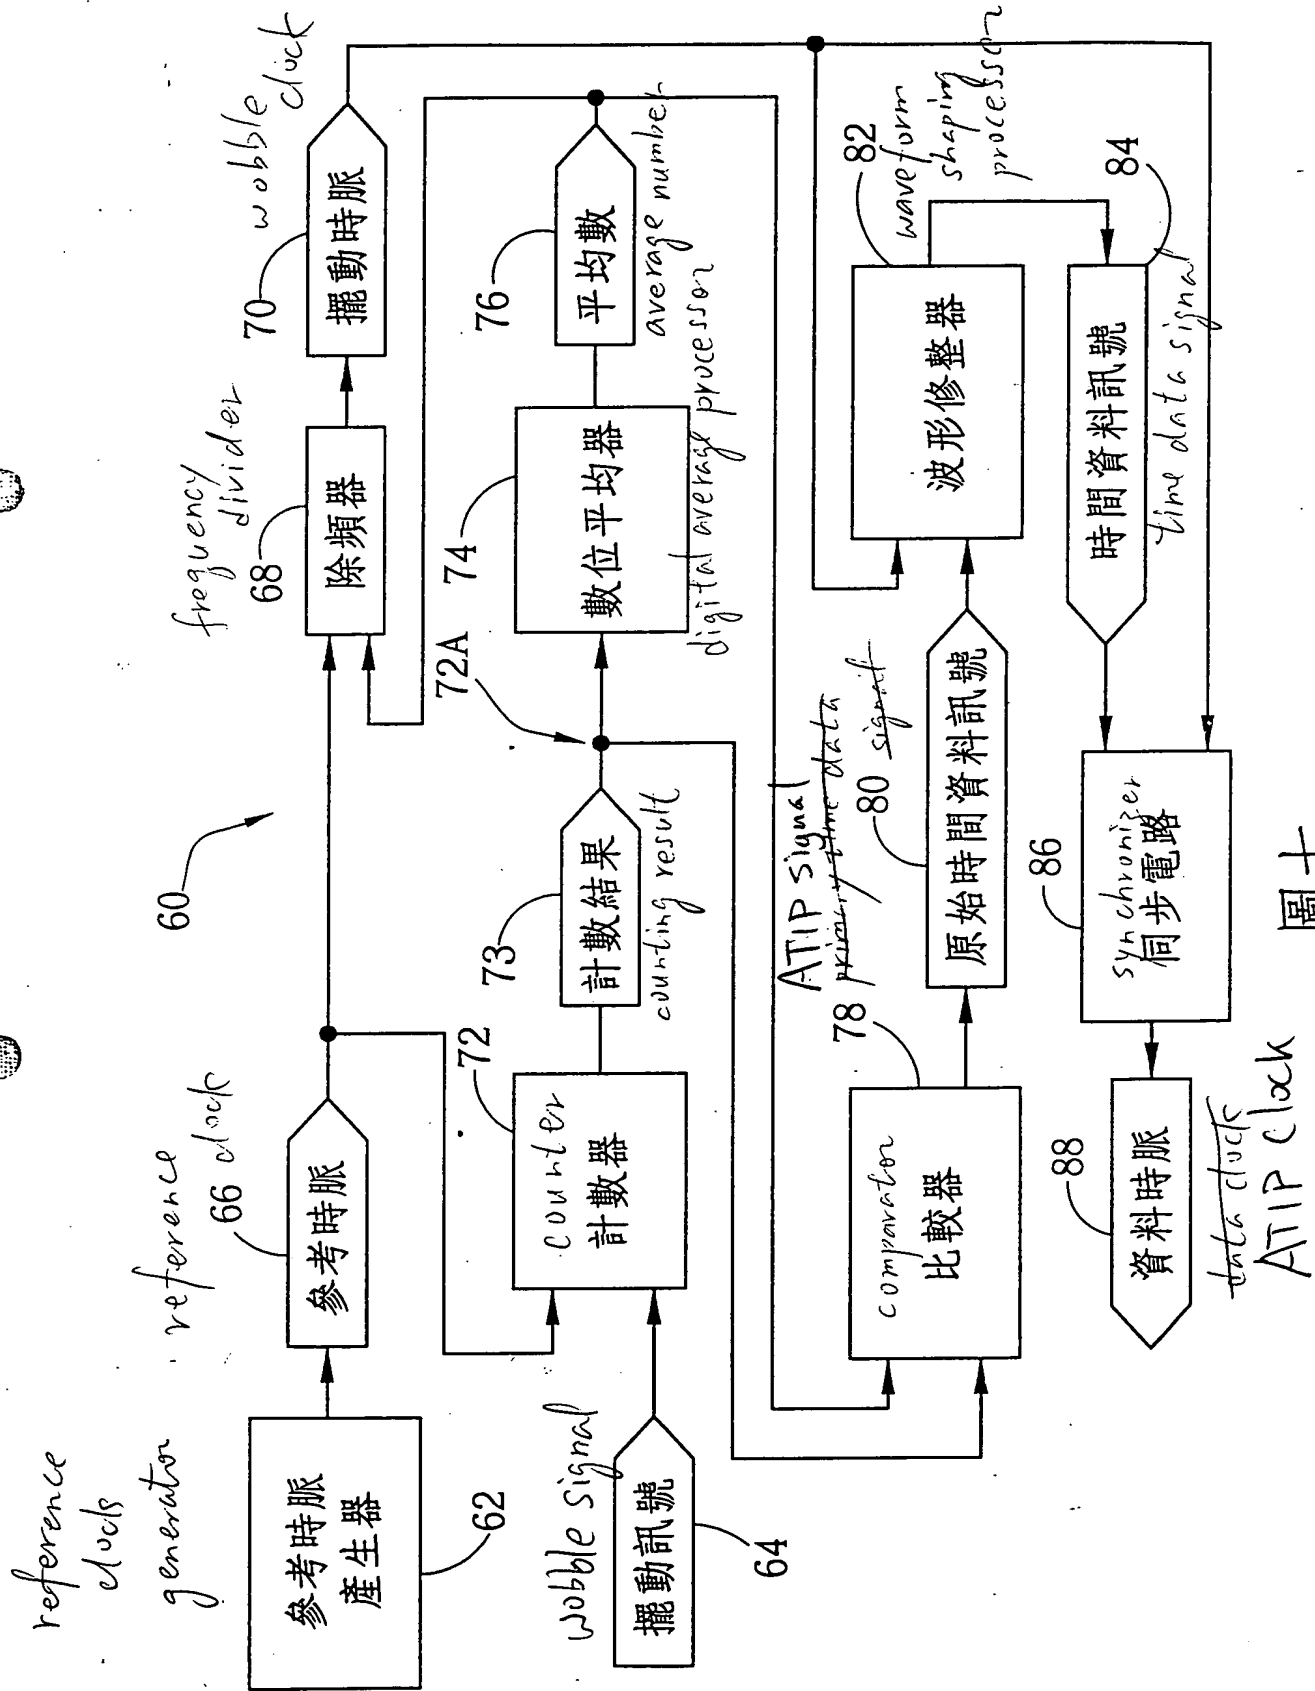 reference
clocks
generator
參考時脈
產生器
62
reference
clock
66
參考時脈
60
frequency
divider
68
除頻器
wobble
clock
70
擺動時脈
wobble signal
擺動訊號
64
counter
計數器
72
73
計數結果
counting result
72A
74
數位平均器
digital average processor
76
平均數
average number
comparator
比較器
78
ATIP signal
primary time data
signal
80
原始時間資料訊號
82
waveform
shaping
processor
波形修整器
84
時間資料訊號
time data signal
86
synchronizer
伺步電路
88
資料時脈
data clock
ATIP clock
圖十